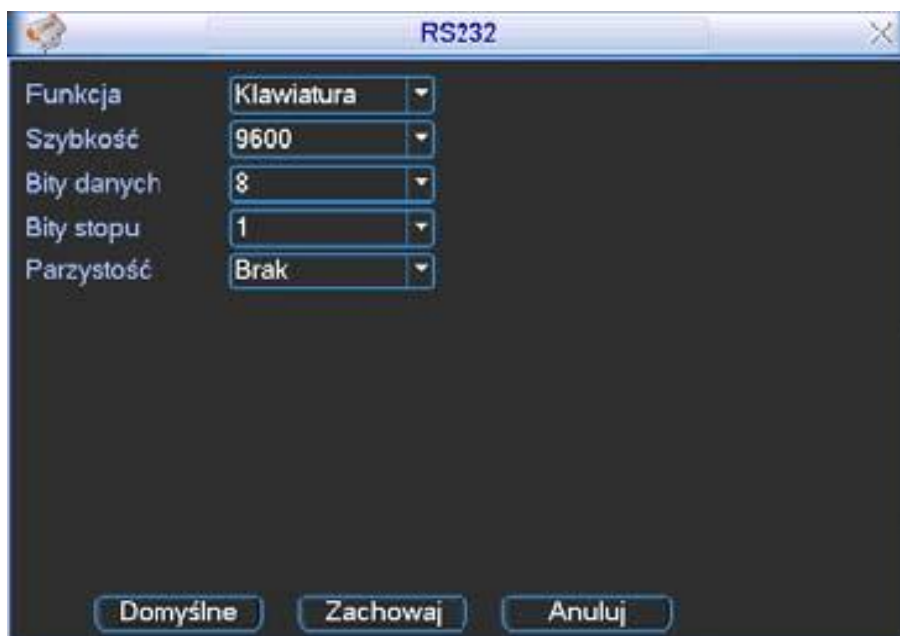 RS232
Funkcja Klawiatura
Szybkość 9600
Bity danych 8
Bity stopu 1
Parzystość Brak
Domyślne Zachowaj Anuluj